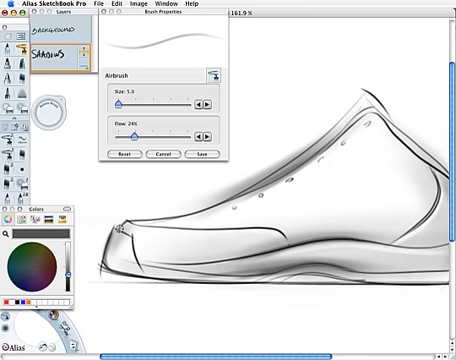 Alias SketchBook Pro File Edit Image Window Help
Layers
Brush Properties
161.9 %
BACKGROUND
SHADOWS
Airbrush
Size: 5.0
Flow: 24%
Reset Cancel Save
Colors
Alias